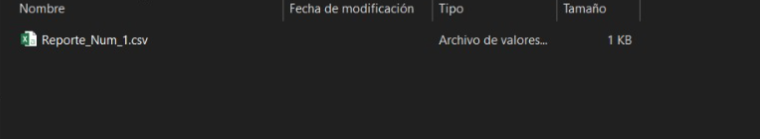 Nombre Fecha de modificación Tipo Tamaño
Reporte_Num_1.csv Archivo de valores... 1 KB